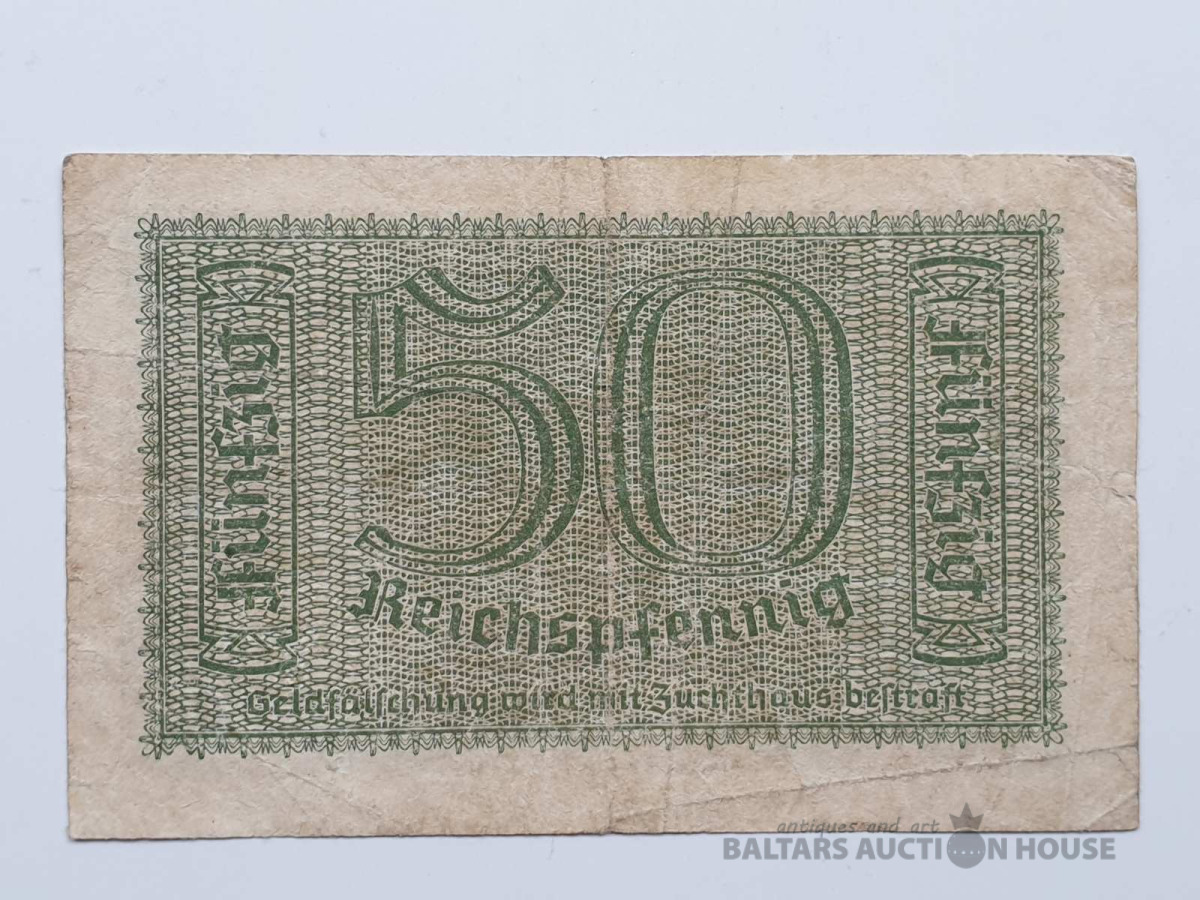 Fünfzig
50
Fünfzig
Reichspfennig
Geldfälschung wird mit Zuchthaus bestraft
antiques and art
BALTARS AUCTION HOUSE